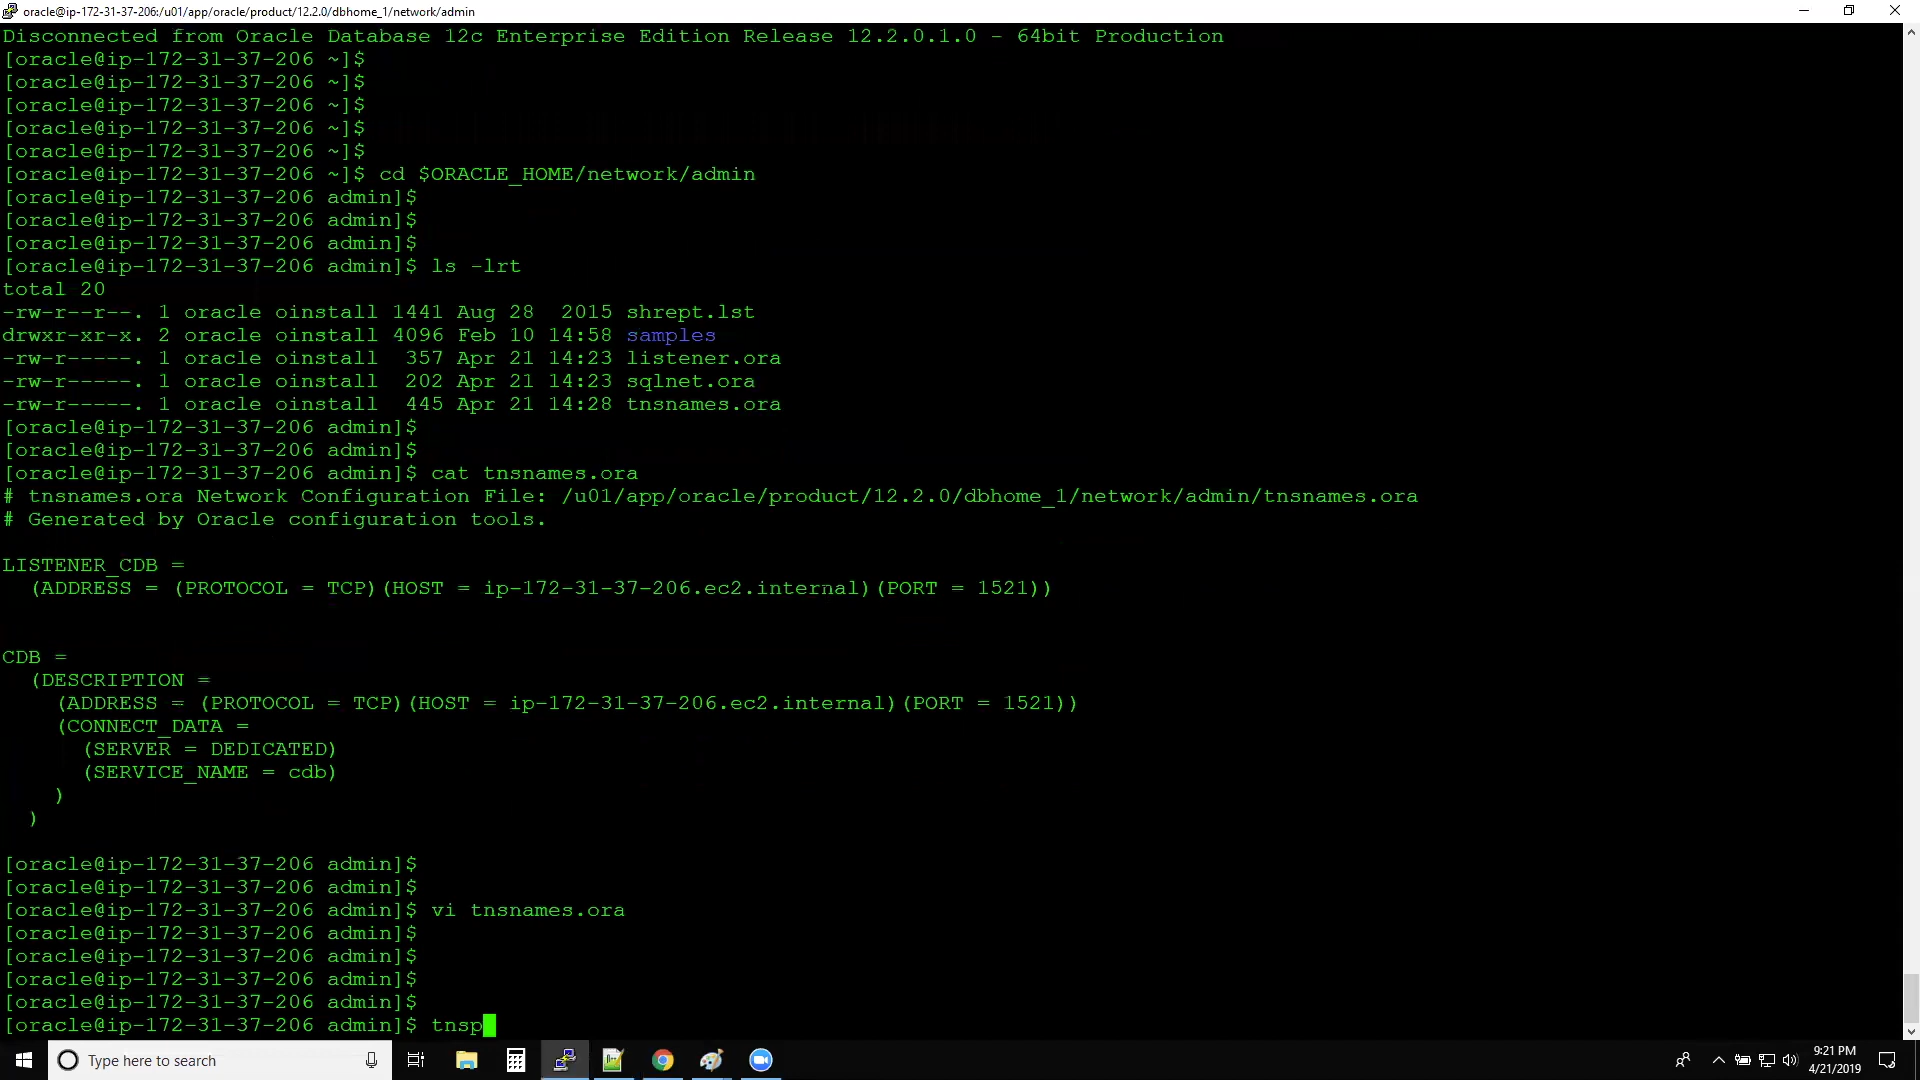 oracle@ip-172-31-37-206:/u01/app/oracle/product/12.2.0/dbhome_1/network/admin
Disconnected from Oracle Database 12c Enterprise Edition Release 12.2.0.1.0 - 64bit Production
[oracle@ip-172-31-37-206 ~]$
[oracle@ip-172-31-37-206 ~]$
[oracle@ip-172-31-37-206 ~]$
[oracle@ip-172-31-37-206 ~]$
[oracle@ip-172-31-37-206 ~]$
[oracle@ip-172-31-37-206 ~]$ cd $ORACLE_HOME/network/admin
[oracle@ip-172-31-37-206 admin]$
[oracle@ip-172-31-37-206 admin]$
[oracle@ip-172-31-37-206 admin]$
[oracle@ip-172-31-37-206 admin]$ ls -lrt
total 20
-rw-r--r--. 1 oracle oinstall 1441 Aug 28  2015 shrept.lst
drwxr-xr-x. 2 oracle oinstall 4096 Feb 10 14:58 samples
-rw-r-----. 1 oracle oinstall  357 Apr 21 14:23 listener.ora
-rw-r-----. 1 oracle oinstall  202 Apr 21 14:23 sqlnet.ora
-rw-r-----. 1 oracle oinstall  445 Apr 21 14:28 tnsnames.ora
[oracle@ip-172-31-37-206 admin]$
[oracle@ip-172-31-37-206 admin]$
[oracle@ip-172-31-37-206 admin]$ cat tnsnames.ora
# tnsnames.ora Network Configuration File: /u01/app/oracle/product/12.2.0/dbhome_1/network/admin/tnsnames.ora
# Generated by Oracle configuration tools.
LISTENER_CDB =
  (ADDRESS = (PROTOCOL = TCP)(HOST = ip-172-31-37-206.ec2.internal)(PORT = 1521))
CDB =
  (DESCRIPTION =
    (ADDRESS = (PROTOCOL = TCP)(HOST = ip-172-31-37-206.ec2.internal)(PORT = 1521))
    (CONNECT_DATA =
      (SERVER = DEDICATED)
      (SERVICE_NAME = cdb)
    )
  )
[oracle@ip-172-31-37-206 admin]$
[oracle@ip-172-31-37-206 admin]$
[oracle@ip-172-31-37-206 admin]$ vi tnsnames.ora
[oracle@ip-172-31-37-206 admin]$
[oracle@ip-172-31-37-206 admin]$
[oracle@ip-172-31-37-206 admin]$
[oracle@ip-172-31-37-206 admin]$
[oracle@ip-172-31-37-206 admin]$ tnsp
Type here to search
9:21 PM
4/21/2019